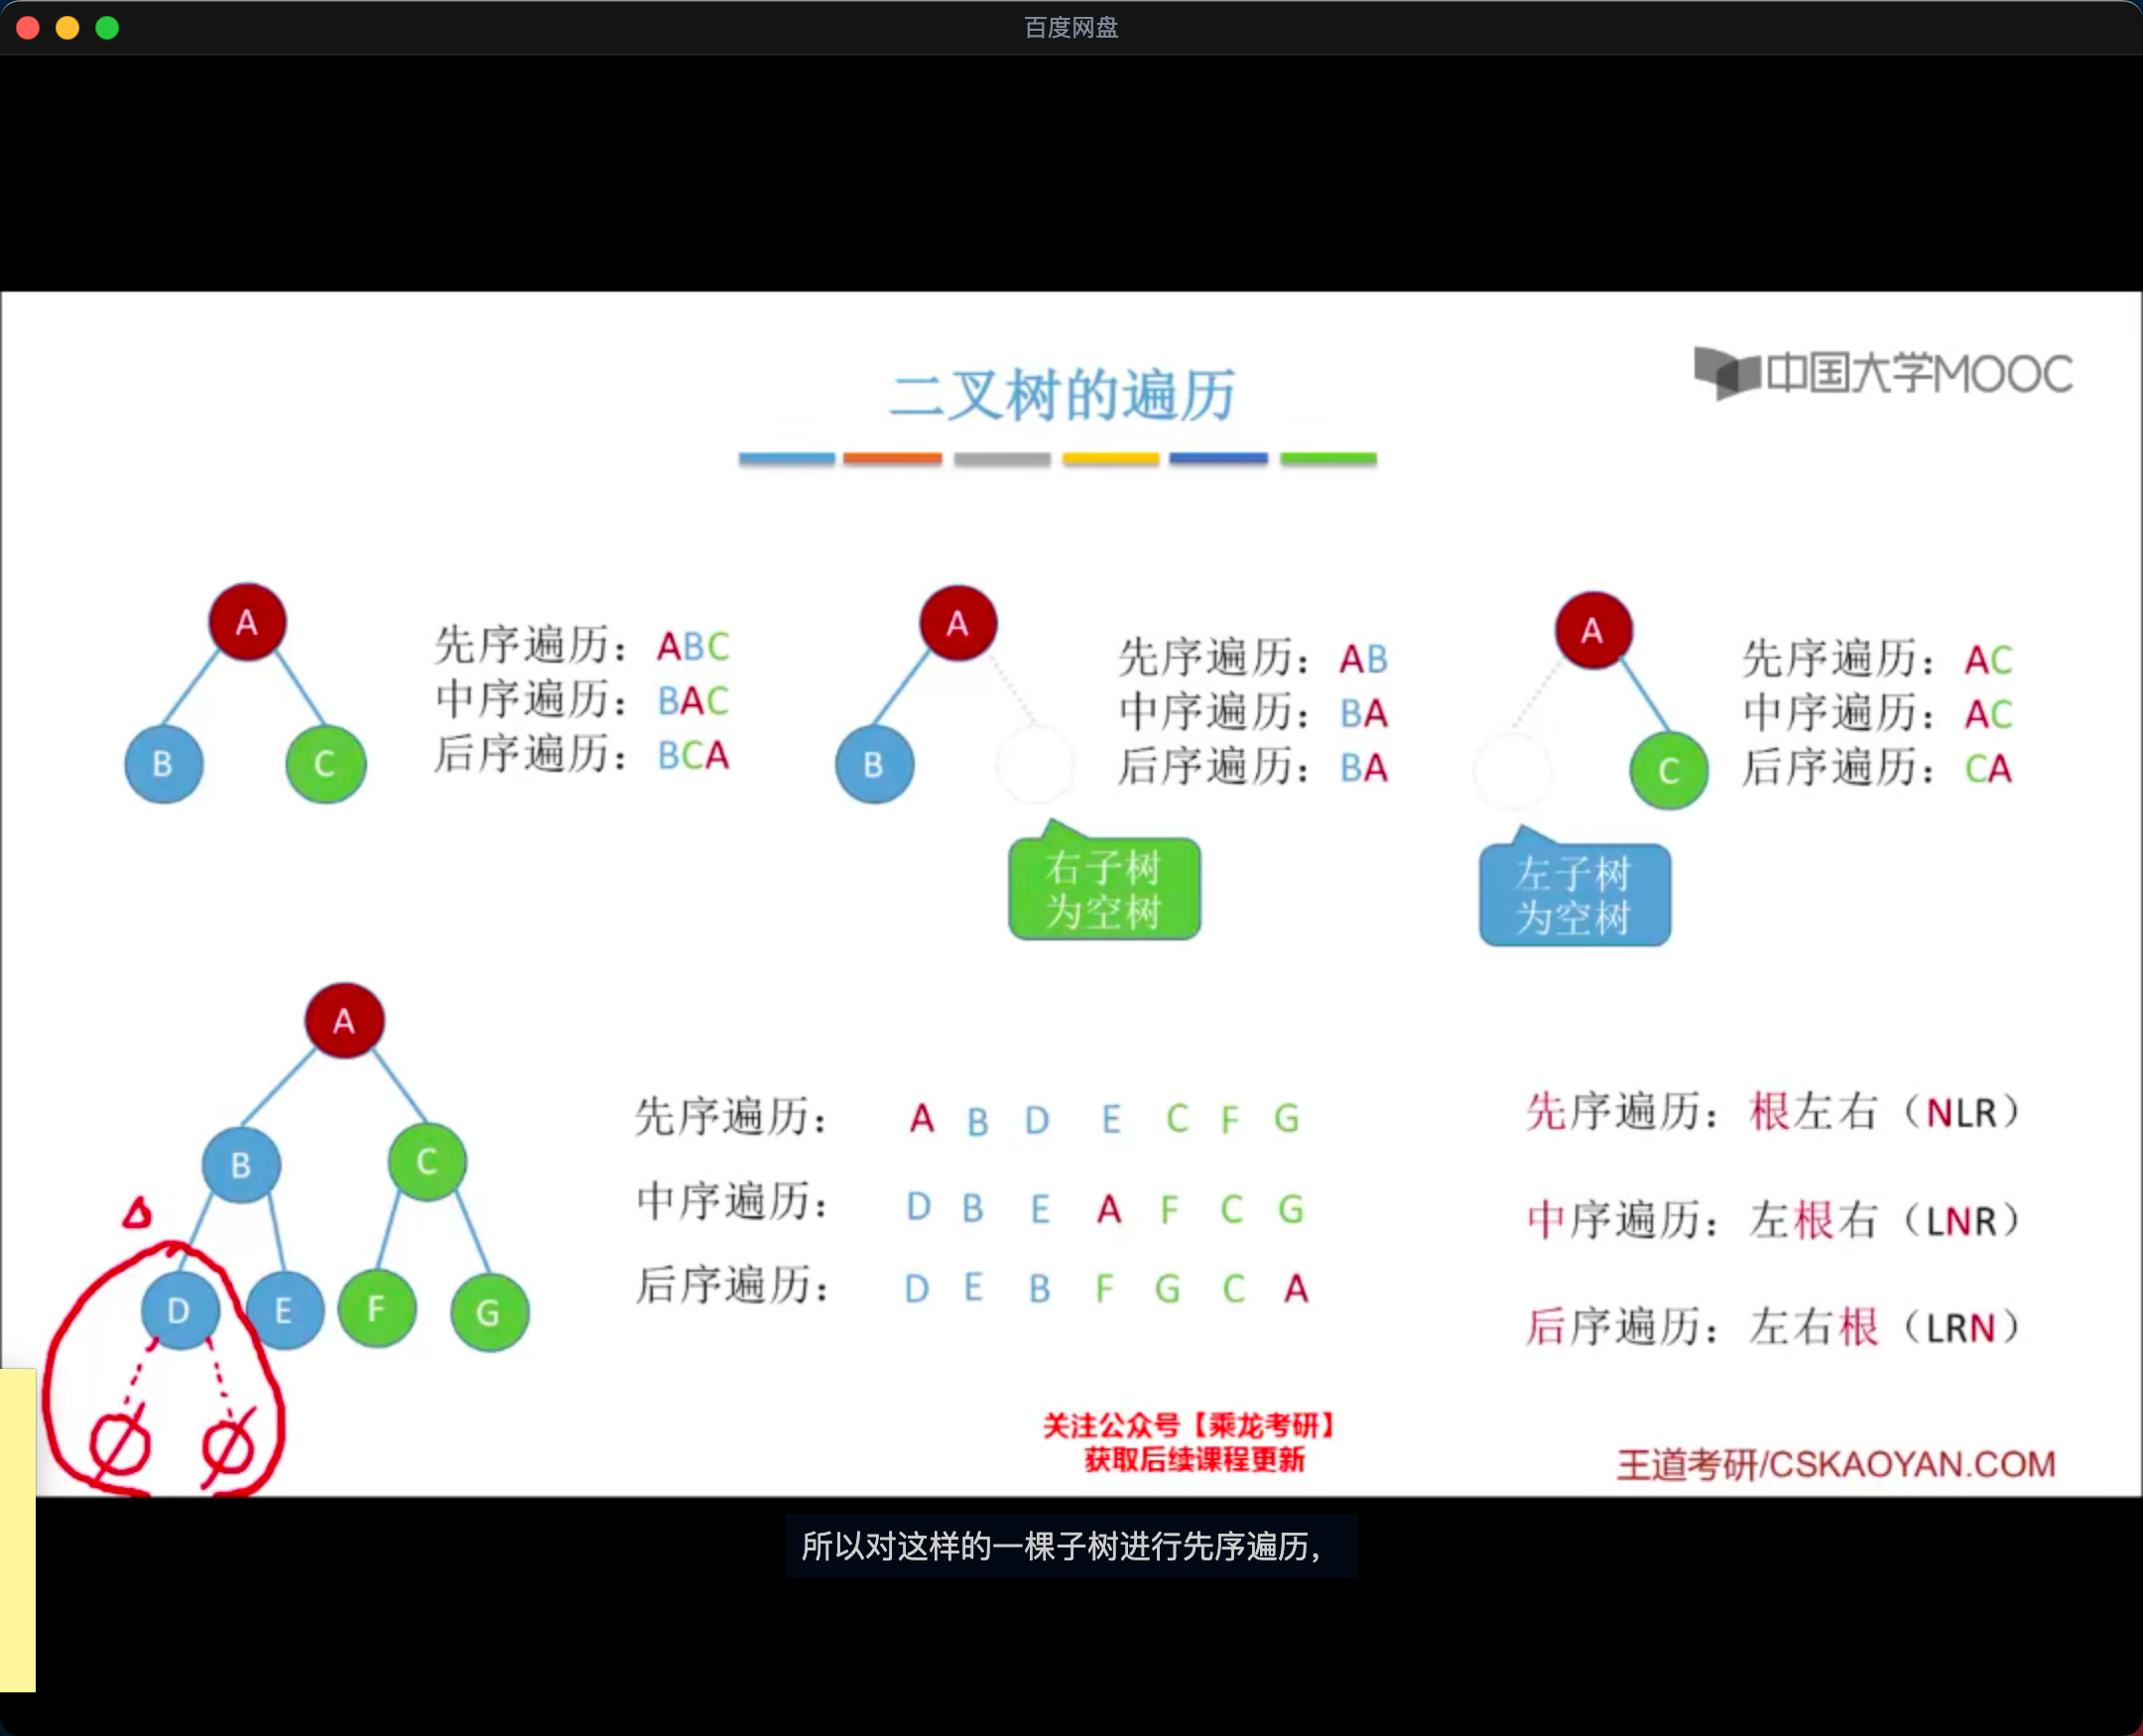 百度网盘
中国大学MOOC
二叉树的遍历
A
B
C
先序遍历：ABC
中序遍历：BAC
后序遍历：BCA
A
B
先序遍历：AB
中序遍历：BA
后序遍历：BA
右子树
为空树
A
C
先序遍历：AC
中序遍历：AC
后序遍历：CA
左子树
为空树
A
B C
D E F G
先序遍历： A B D E C F G
中序遍历： D B E A F C G
后序遍历： D E B F G C A
先序遍历：根左右（NLR）
中序遍历：左根右（LNR）
后序遍历：左右根（LRN）
关注公众号【乘龙考研】
获取后续课程更新
王道考研/CSKAOYAN.COM
所以对这样的一棵子树进行先序遍历,